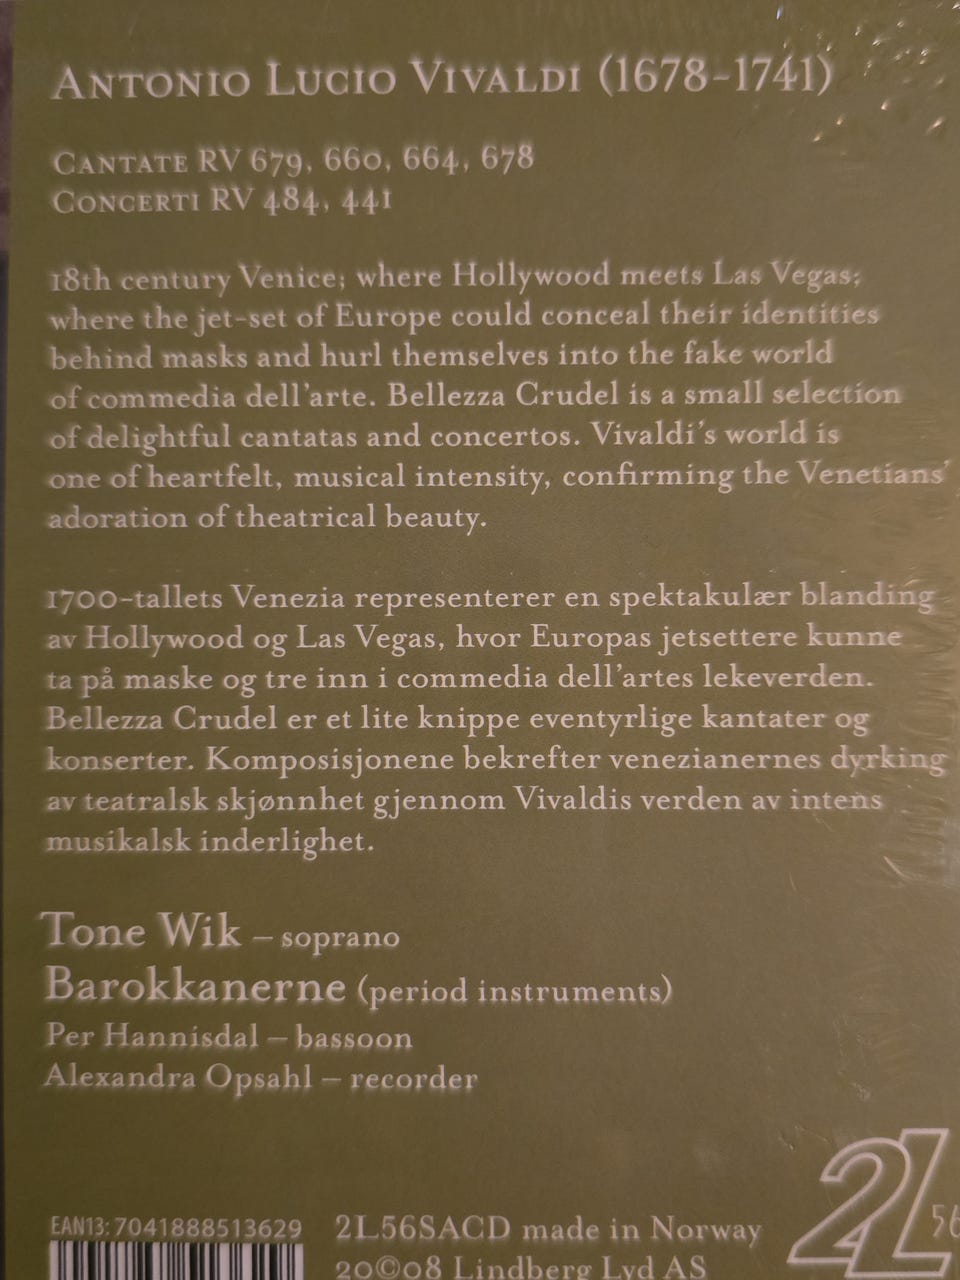 Antonio Lucio Vivaldi (1678-1741)
Cantate RV 679, 660, 664, 678
Concerti RV 484, 441
18th century Venice; where Hollywood meets Las Vegas;
where the jet-set of Europe could conceal their identities
behind masks and hurl themselves into the fake world
of commedia dell'arte. Bellezza Crudel is a small selection
of delightful cantatas and concertos. Vivaldi's world is
one of heartfelt, musical intensity, confirming the Venetians'
adoration of theatrical beauty.
1700-tallets Venezia representerer en spektakulær blanding
av Hollywood og Las Vegas, hvor Europas jetsettere kunne
ta på maske og tre inn i commedia dell'artes lekeverden.
Bellezza Crudel er et lite knippe eventyrlige kantater og
konserter. Komposisjonene bekrefter venezianernes dyrking
av teatralsk skjønnhet gjennom Vivaldis verden av intens
musikalsk inderlighet.
Tone Wik – soprano
Barokkanerne (period instruments)
Per Hannisdal – bassoon
Alexandra Opsahl – recorder
EAN13: 7041888513629
2L56SACD made in Norway
20©08 Lindberg Lyd AS
2L 56